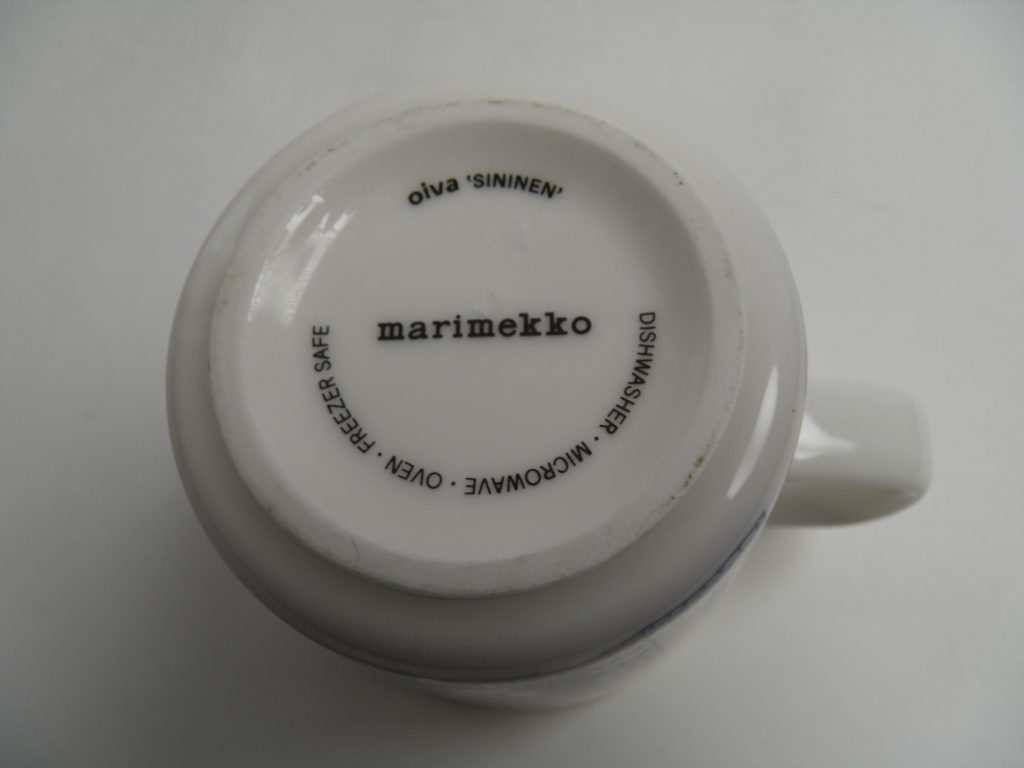 oiva 'SININEN'
marimekko
DISHWASHER · MICROWAVE · OVEN · FREEZER SAFE